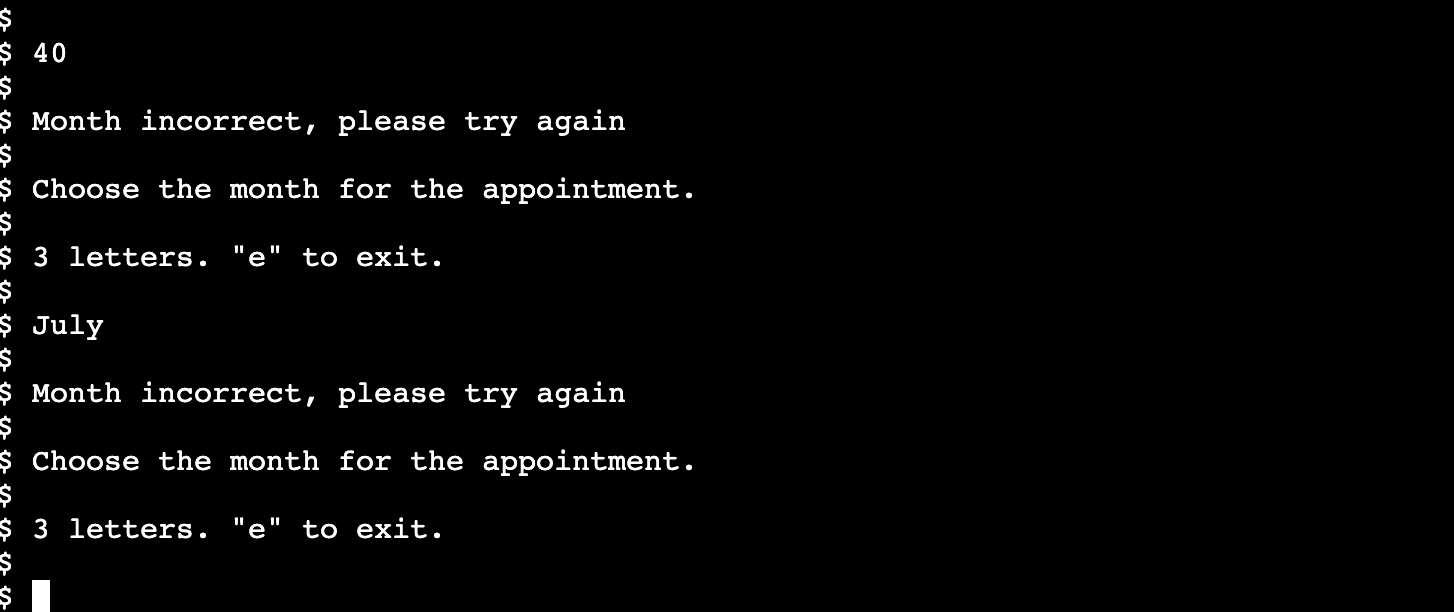 $
$ 40
$
$ Month incorrect, please try again
$
$ Choose the month for the appointment.
$
$ 3 letters. "e" to exit.
$
$ July
$
$ Month incorrect, please try again
$
$ Choose the month for the appointment.
$
$ 3 letters. "e" to exit.
$
$